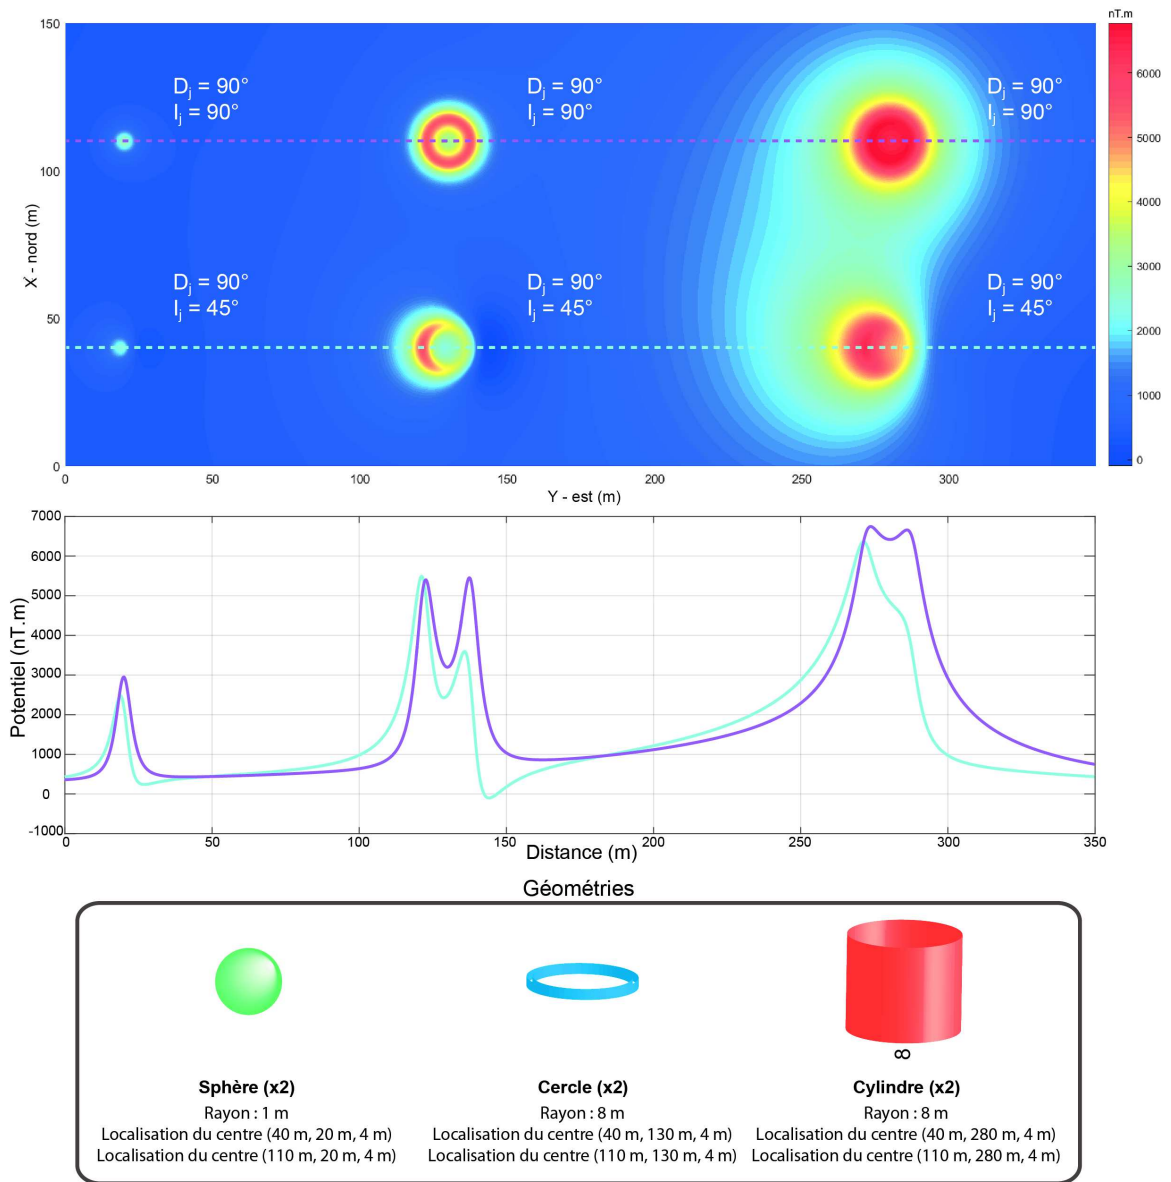 nT.m
150
100
50
0
X - nord (m)
Dj = 90°
Ij = 90°
Dj = 90°
Ij = 90°
Dj = 90°
Ij = 90°
Dj = 90°
Ij = 45°
Dj = 90°
Ij = 45°
Dj = 90°
Ij = 45°
6000
5000
4000
3000
2000
1000
0
0 50 100 150 200 250 300
Y - est (m)
7000
6000
5000
4000
3000
2000
1000
0
-1000
Potentiel (nT.m)
0 50 100 150 200 250 300 350
Distance (m)
Géométries
∞
Sphère (x2)
Rayon : 1 m
Localisation du centre (40 m, 20 m, 4 m)
Localisation du centre (110 m, 20 m, 4 m)
Cercle (x2)
Rayon : 8 m
Localisation du centre (40 m, 130 m, 4 m)
Localisation du centre (110 m, 130 m, 4 m)
Cylindre (x2)
Rayon : 8 m
Localisation du centre (40 m, 280 m, 4 m)
Localisation du centre (110 m, 280 m, 4 m)